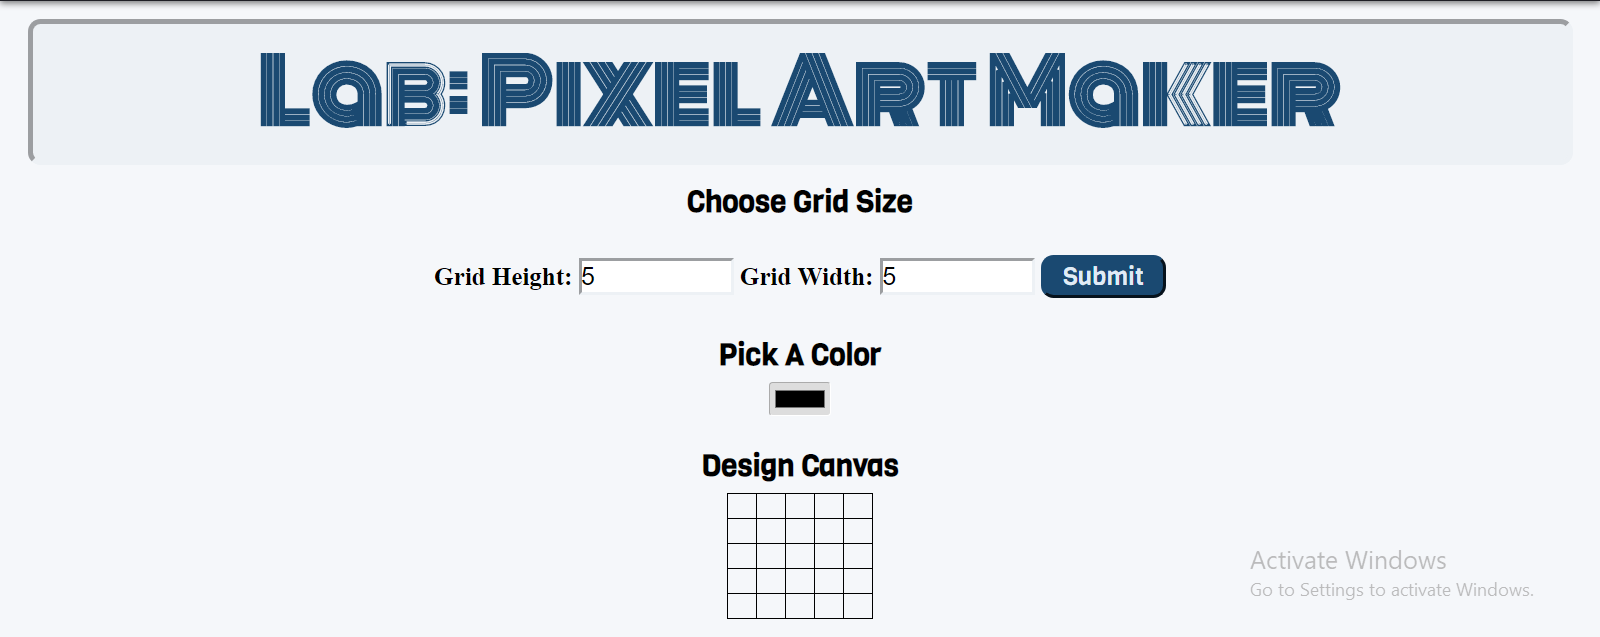 Lab: Pixel Art Maker
Choose Grid Size
Grid Height: 5 Grid Width: 5 Submit
Pick A Color
Design Canvas
Activate Windows
Go to Settings to activate Windows.